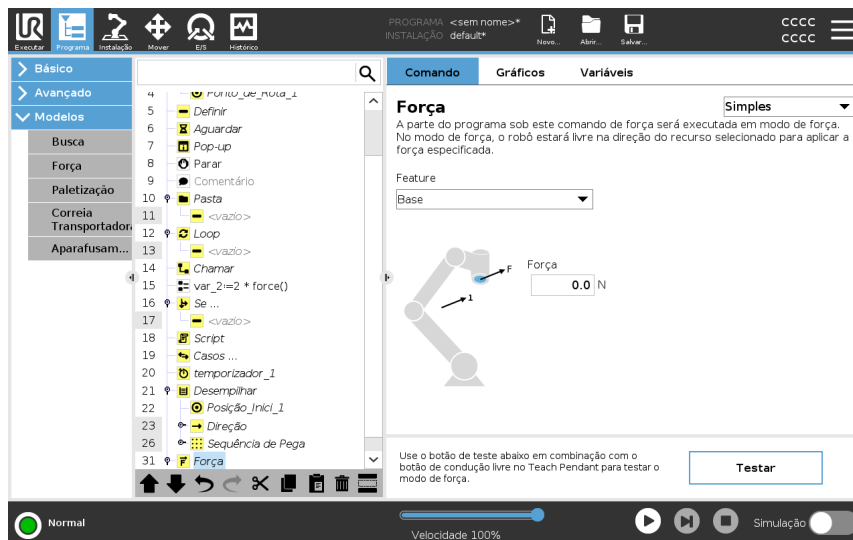 PROGRAMA <sem nome>*
INSTALAÇÃO default*
Executar
Programa
Instalação
Mover
E/S
Histórico
Novo...
Abrir...
Salvar...
CCCC
CCCC
Básico
Avançado
Modelos
Busca
Força
Paletização
Correia
Transportadora
Aparafusam...
4 Ponto_de_Rota_1
5 Definir
6 Aguardar
7 Pop-up
8 Parar
9 Comentário
10 Pasta
11 <vazio>
12 Loop
13 <vazio>
14 Chamar
15 var_2:=2 * force()
16 Se ...
17 <vazio>
18 Script
19 Casos ...
20 temporizador_1
21 Desempilhar
22 Posição_Inici_1
23 Direção
26 Sequência de Pega
31 Força
Comando
Gráficos
Variáveis
Força
Simples
A parte do programa sob este comando de força será executada em modo de força.
No modo de força, o robô estará livre na direção do recurso selecionado para aplicar a
força especificada.
Feature
Base
F
1
Força
0.0 N
Use o botão de teste abaixo em combinação com o
botão de condução livre no Teach Pendant para testar o
modo de força.
Testar
Normal
Velocidade 100%
Simulação